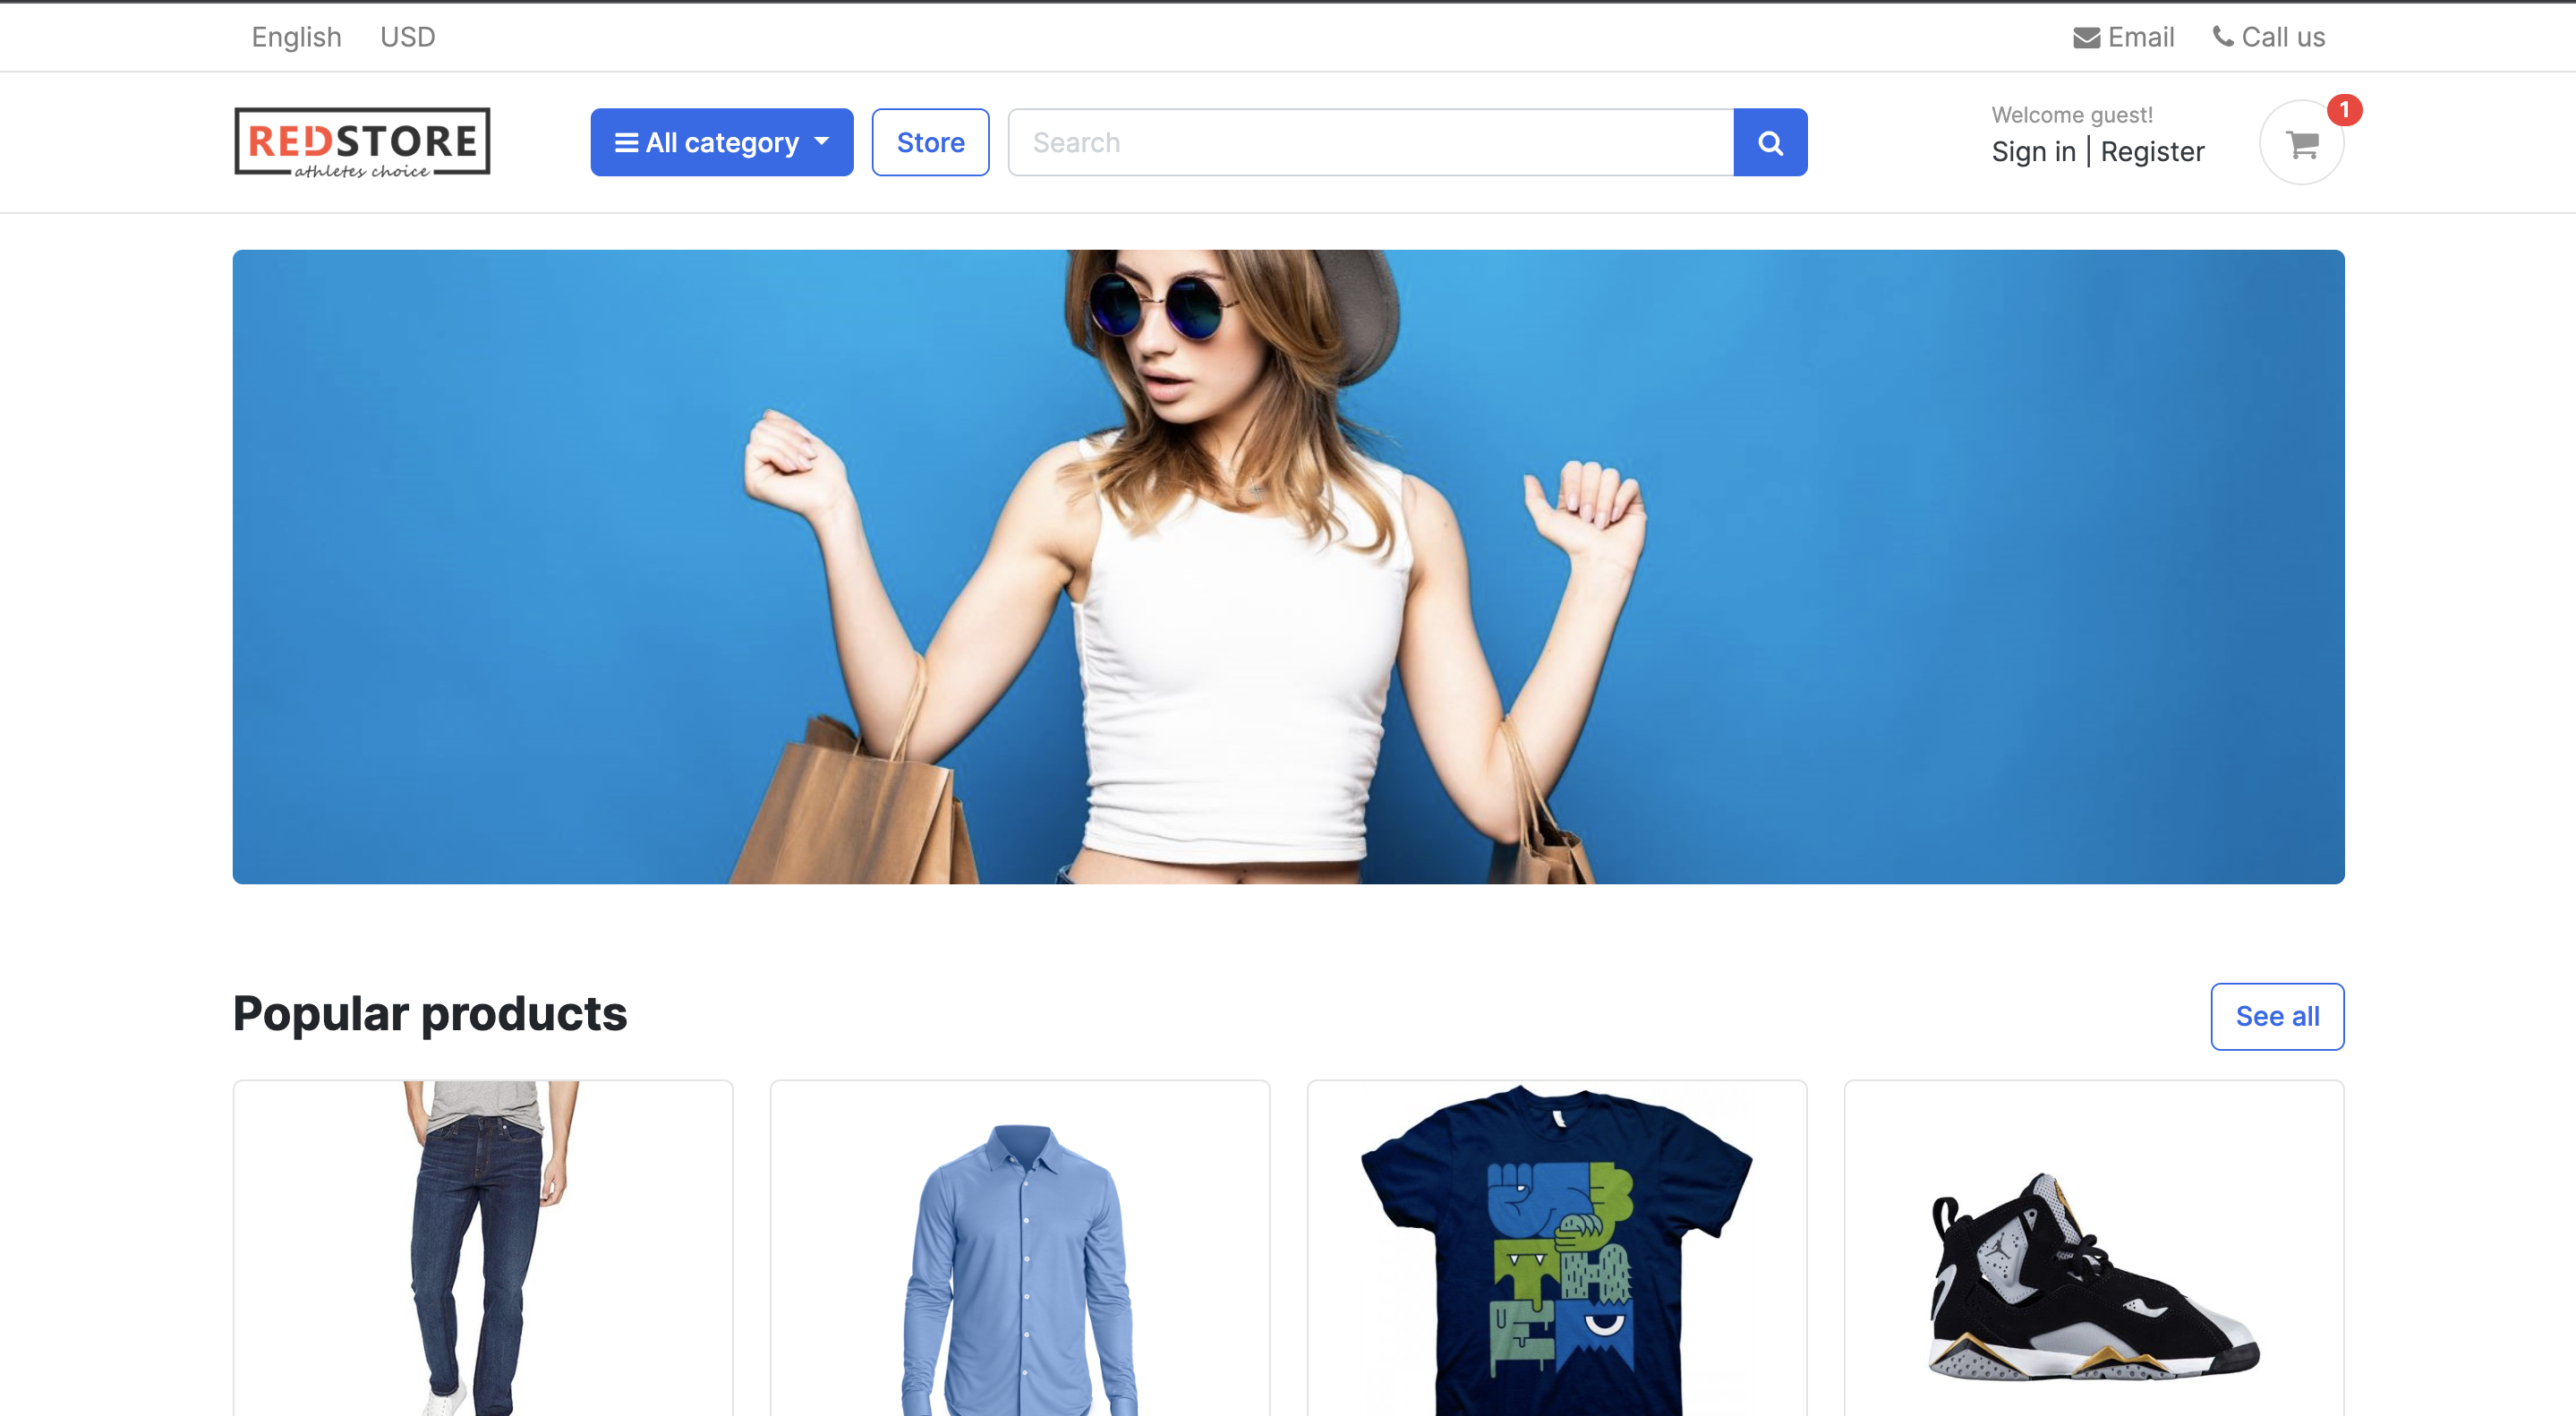 English USD Email Call us
REDSTORE
athletes choice
All category Store Search
Welcome guest!
Sign in | Register
1
Popular products See all